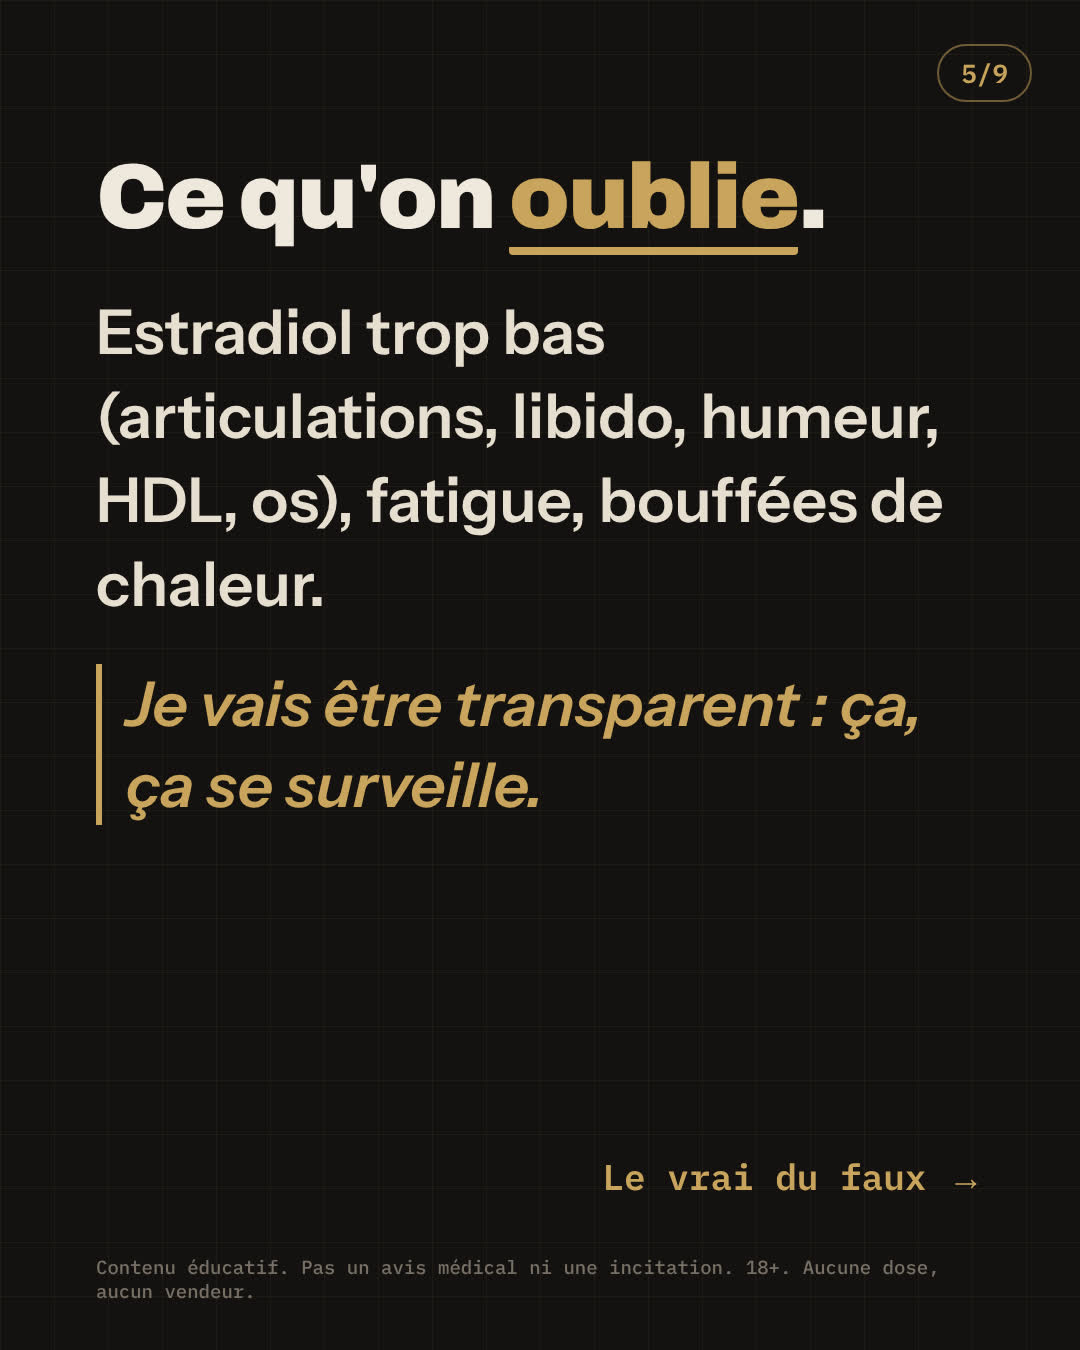 5/9
Ce qu'on oublie.
Estradiol trop bas
(articulations, libido, humeur,
HDL, os), fatigue, bouffées de
chaleur.
Je vais être transparent : ça,
ça se surveille.
Le vrai du faux →
Contenu éducatif. Pas un avis médical ni une incitation. 18+. Aucune dose,
aucun vendeur.